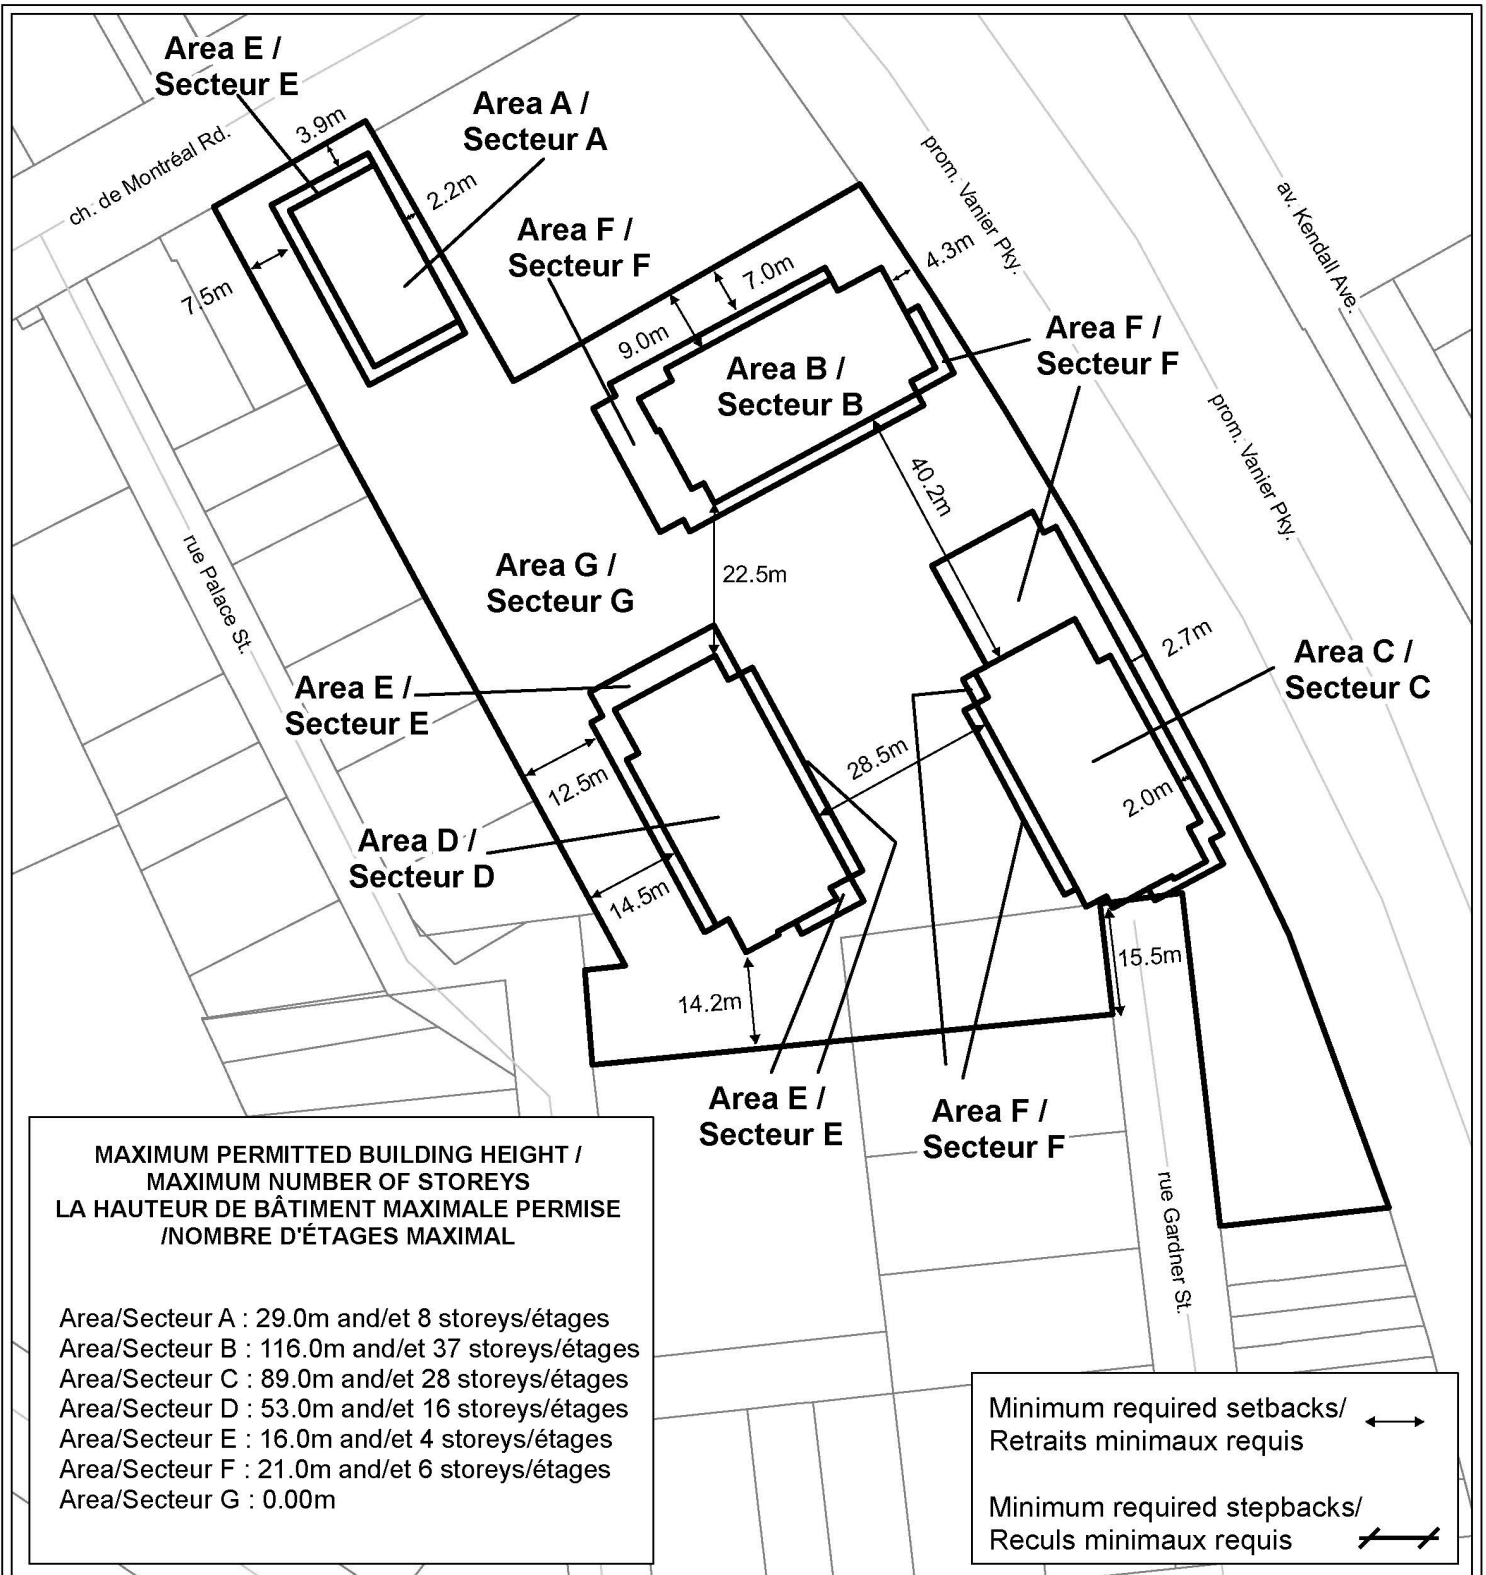 Area E /
Secteur E
Area A /
Secteur A
3.9m
ch. de Montréal Rd.
2.2m
Area F /
Secteur F
7.5m
7.0m
9.0m
4.3m
prom. Vanier Pky.
av. Kendall Ave.
Area B /
Secteur B
Area F /
Secteur F
prom. Vanier Pky.
40.2m
rue Palace St.
Area G /
Secteur G
22.5m
2.7m
Area C /
Secteur C
Area E /
Secteur E
12.5m
28.5m
2.0m
Area D /
Secteur D
14.5m
14.2m
15.5m
Area E /
Secteur E
Area F /
Secteur F
rue Gardner St.
MAXIMUM PERMITTED BUILDING HEIGHT /
MAXIMUM NUMBER OF STOREYS
LA HAUTEUR DE BÂTIMENT MAXIMALE PERMISE
/NOMBRE D'ÉTAGES MAXIMAL
Area/Secteur A : 29.0m and/et 8 storeys/étages
Area/Secteur B : 116.0m and/et 37 storeys/étages
Area/Secteur C : 89.0m and/et 28 storeys/étages
Area/Secteur D : 53.0m and/et 16 storeys/étages
Area/Secteur E : 16.0m and/et 4 storeys/étages
Area/Secteur F : 21.0m and/et 6 storeys/étages
Area/Secteur G : 0.00m
Minimum required setbacks/
Retraits minimaux requis
Minimum required stepbacks/
Reculs minimaux requis